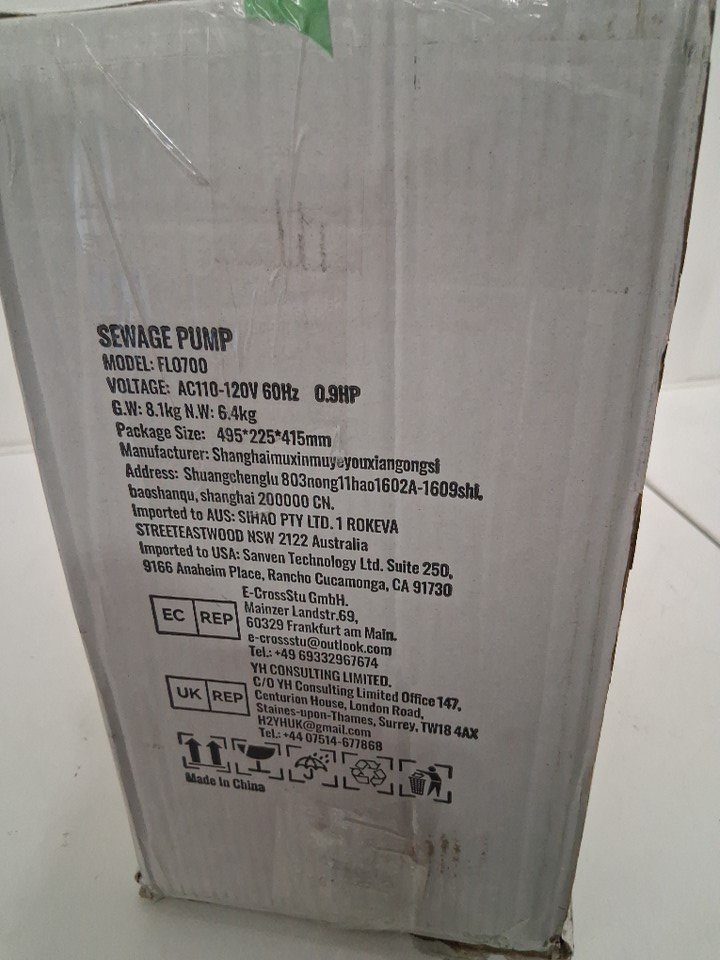 SEWAGE PUMP
MODEL: FLO700
VOLTAGE: AC110-120V 60Hz 0.9HP
G.W: 8.1kg N.W: 6.4kg
Package Size: 495*225*415mm
Manufacturer: Shanghaimuxinmuyeyouxiangongsi
Address: Shuangchenglu 803nong11hao1602A-1609shi,
baoshanqu, shanghai 200000 CN.
Imported to AUS: SIHAO PTY LTD. 1 ROKEVA
STREETEASTWOOD NSW 2122 Australia
Imported to USA: Sanven Technology Ltd. Suite 250,
9166 Anaheim Place, Rancho Cucamonga, CA 91730
EC REP
E-CrossStu GmbH.
Mainzer Landstr.69,
60329 Frankfurt am Main.
e-crossstu@outlook.com
Tel.: +49 69332967674
UK REP
YH CONSULTING LIMITED.
C/O YH Consulting Limited Office 147,
Centurion House, London Road,
Staines-upon-Thames, Surrey, TW18 4AX
H2YHUK@gmail.com
Tel.: +44 07514-677868
Made In China